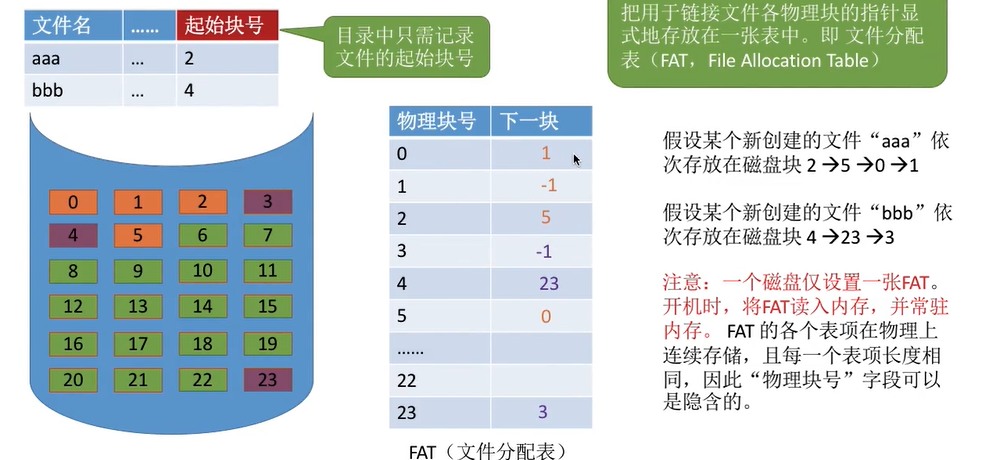 文件名 …… 起始块号
aaa … 2
bbb … 4
目录中只需记录
文件的起始块号
把用于链接文件各物理块的指针显
式地存放在一张表中。即 文件分配
表（FAT，File Allocation Table）
0 1 2 3
4 5 6 7
8 9 10 11
12 13 14 15
16 17 18 19
20 21 22 23
物理块号 下一块
0 1
1 -1
2 5
3 -1
4 23
5 0
……
22
23 3
FAT（文件分配表）
假设某个新创建的文件“aaa”依
次存放在磁盘块 2→5→0→1
假设某个新创建的文件“bbb”依
次存放在磁盘块 4→23→3
注意：一个磁盘仅设置一张FAT。
开机时，将FAT读入内存，并常驻
内存。 FAT 的各个表项在物理上
连续存储，且每一个表项长度相
同，因此“物理块号”字段可以
是隐含的。